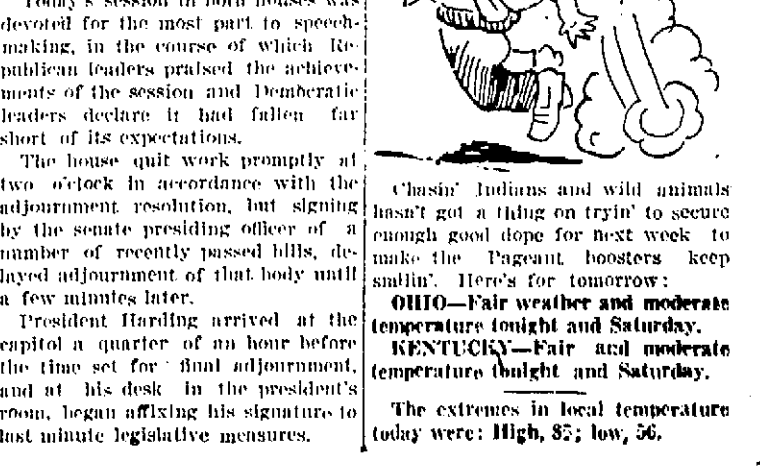 Today's session in both houses was
devoted for the most part to speech-
making, in the course of which Re-
publican leaders praised the achieve-
ments of the session and Democratic
leaders declare it had fallen far
short of its expectations.
The house quit work promptly at
two o'clock in accordance with the
adjournment resolution, but signing
by the senate presiding officer of a
number of recently passed bills, de-
layed adjournment of that body until
a few minutes later.
President Harding arrived at the
capitol a quarter of an hour before
the time set for final adjournment,
and at his desk in the president's
room, began affixing his signature to
last minute legislative measures.
Chasin' Indians and wild animals
hasn't got a thing on tryin' to secure
enough good dope for next week to
make the Pageant boosters keep
smilin'. Here's for tomorrow:
OHIO—Fair weather and moderate
temperature tonight and Saturday.
KENTUCKY—Fair and moderate
temperature tonight and Saturday.
The extremes in local temperature
today were: High, low, 56.